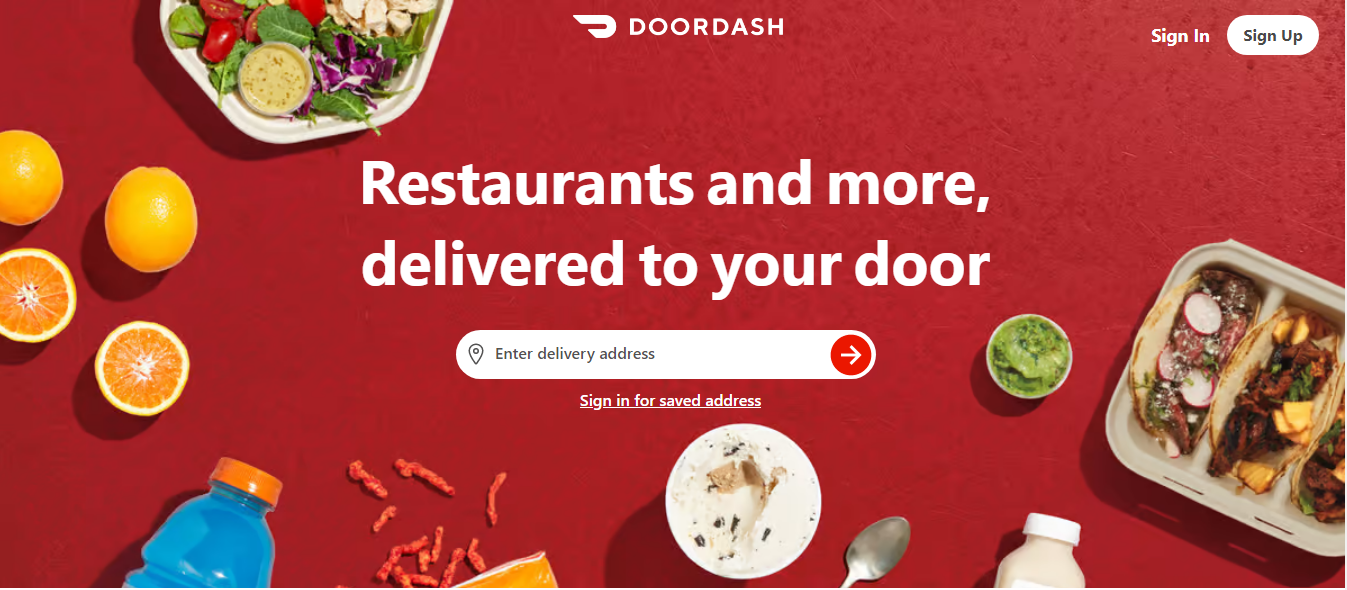 DOORDASH
Sign In
Sign Up
Restaurants and more,
delivered to your door
Enter delivery address
Sign in for saved address